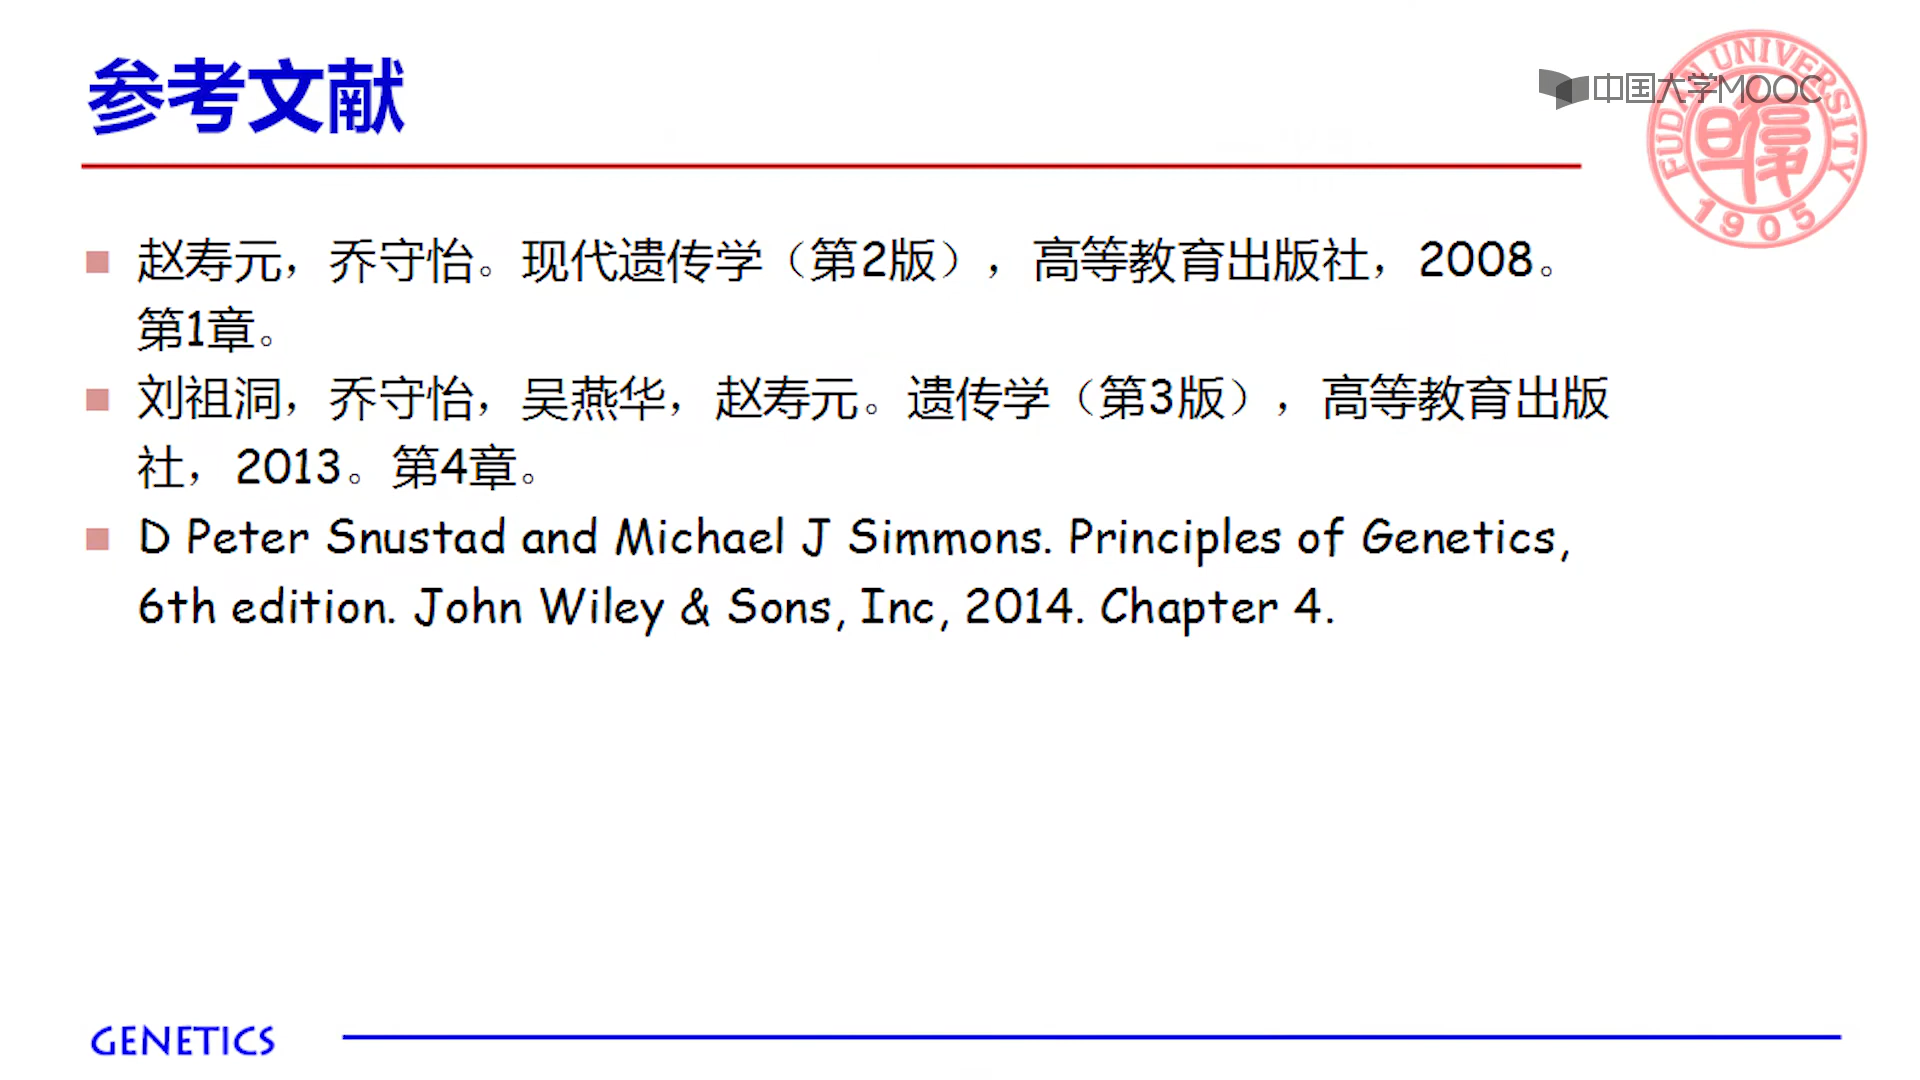 参考文献
中国大学MOOC
FUDAN UNIVERSITY
1905
赵寿元，乔守怡。现代遗传学（第2版），高等教育出版社，2008。
第1章。
刘祖洞，乔守怡，吴燕华，赵寿元。遗传学（第3版），高等教育出版
社，2013。第4章。
D Peter Snustad and Michael J Simmons. Principles of Genetics,
6th edition. John Wiley & Sons, Inc, 2014. Chapter 4.
GENETICS